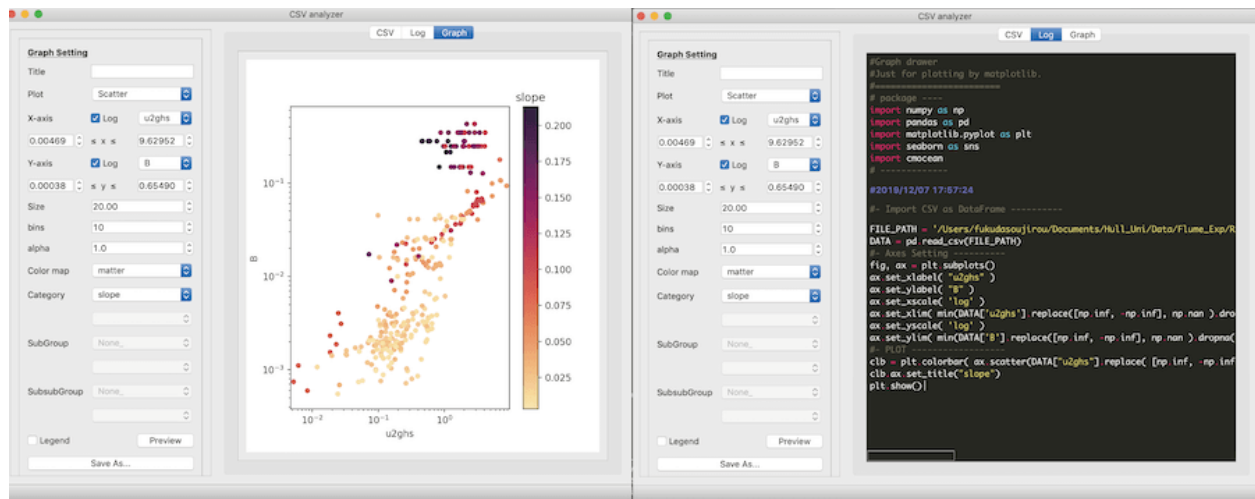 CSV analyzer
CSV Log Graph
Graph Setting
Title
Plot Scatter
X-axis Log u2ghs
0.00469 ≤ x ≤ 9.62952
Y-axis Log B
0.00038 ≤ y ≤ 0.65490
Size 20.00
bins 10
alpha 1.0
Color map matter
Category slope
SubGroup None_
SubsubGroup None_
Legend Preview
Save As...
slope
0.200
0.175
0.150
0.125
0.100
0.075
0.050
0.025
10⁻¹
10⁻²
10⁻³
B
10⁻² 10⁻¹ 10⁰
u2ghs
CSV analyzer
CSV Log Graph
Graph Setting
Title
Plot Scatter
X-axis Log u2ghs
0.00469 ≤ x ≤ 9.62952
Y-axis Log B
0.00038 ≤ y ≤ 0.65490
Size 20.00
bins 10
alpha 1.0
Color map matter
Category slope
SubGroup None_
SubsubGroup None_
Legend Preview
Save As...
#Graph drawer
#Just for plotting by matplotlib.
#========================
# package ----
import numpy as np
import pandas as pd
import matplotlib.pyplot as plt
import seaborn as sns
import cmocean
# -------------
#2019/12/07 17:57:24
#- Import CSV as DataFrame ----------
FILE_PATH = '/Users/fukudasoujirou/Documents/Hull_Uni/Data/Flume_Exp/R
DATA = pd.read_csv(FILE_PATH)
#- Axes Setting ----------
fig, ax = plt.subplots()
ax.set_xlabel( "u2ghs" )
ax.set_ylabel( "B" )
ax.set_xscale( 'log' )
ax.set_xlim( min(DATA['u2ghs'].replace([np.inf, -np.inf], np.nan ).dro
ax.set_yscale( 'log' )
ax.set_ylim( min(DATA['B'].replace([np.inf, -np.inf], np.nan ).dropna(
#- PLOT ------------------
clb = plt.colorbar( ax.scatter(DATA["u2ghs"].replace( [np.inf, -np.inf
clb.ax.set_title("slope")
plt.show()